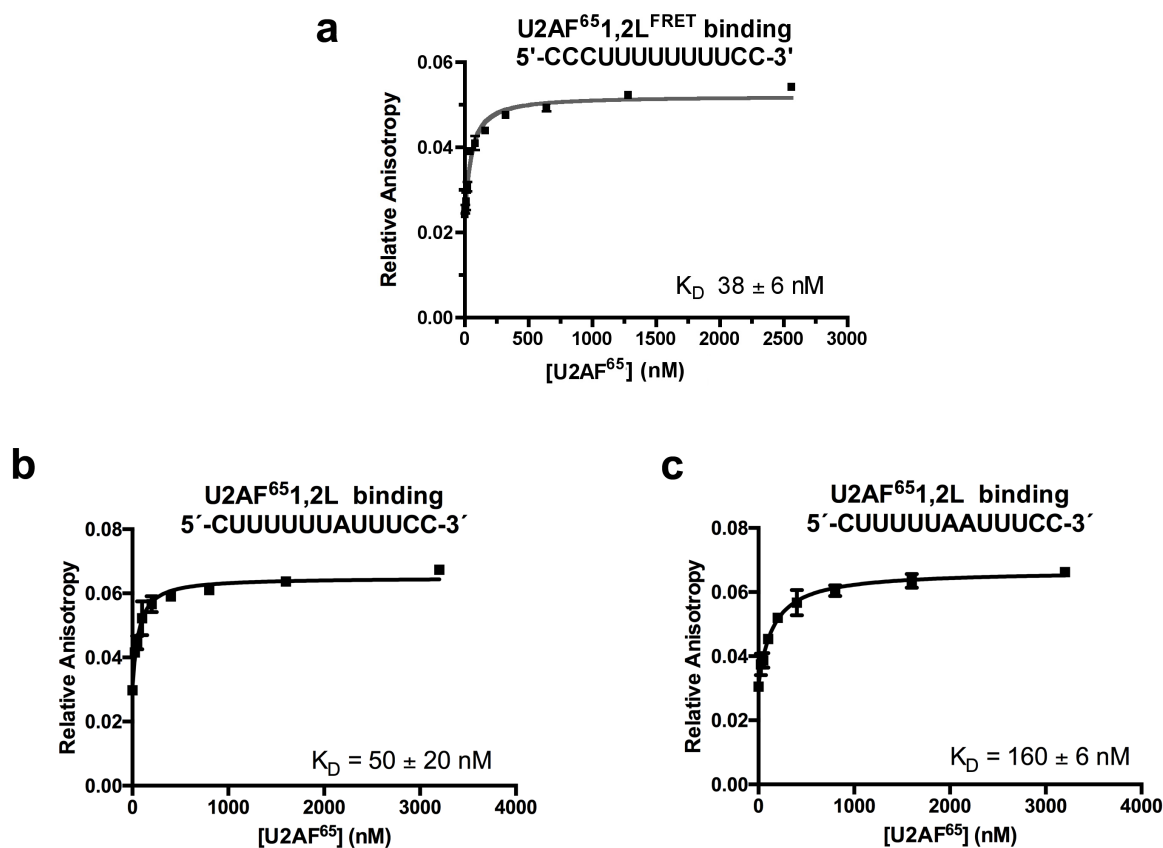 a
U2AF⁶⁵1,2Lᶠᴿᴱᵀ binding
5'-CCCUUUUUUUUCC-3'
0.06
0.04
0.02
0.00
Relative Anisotropy
K_D 38 ± 6 nM
0 500 1000 1500 2000 2500 3000
[U2AF⁶⁵] (nM)
b
U2AF⁶⁵1,2L binding
5´-CUUUUUUAUUUCC-3´
0.08
0.06
0.04
0.02
0.00
Relative Anisotropy
K_D = 50 ± 20 nM
0 1000 2000 3000 4000
[U2AF⁶⁵] (nM)
c
U2AF⁶⁵1,2L binding
5´-CUUUUUAAUUUCC-3´
0.08
0.06
0.04
0.02
0.00
Relative Anisotropy
K_D = 160 ± 6 nM
0 1000 2000 3000 4000
[U2AF⁶⁵] (nM)